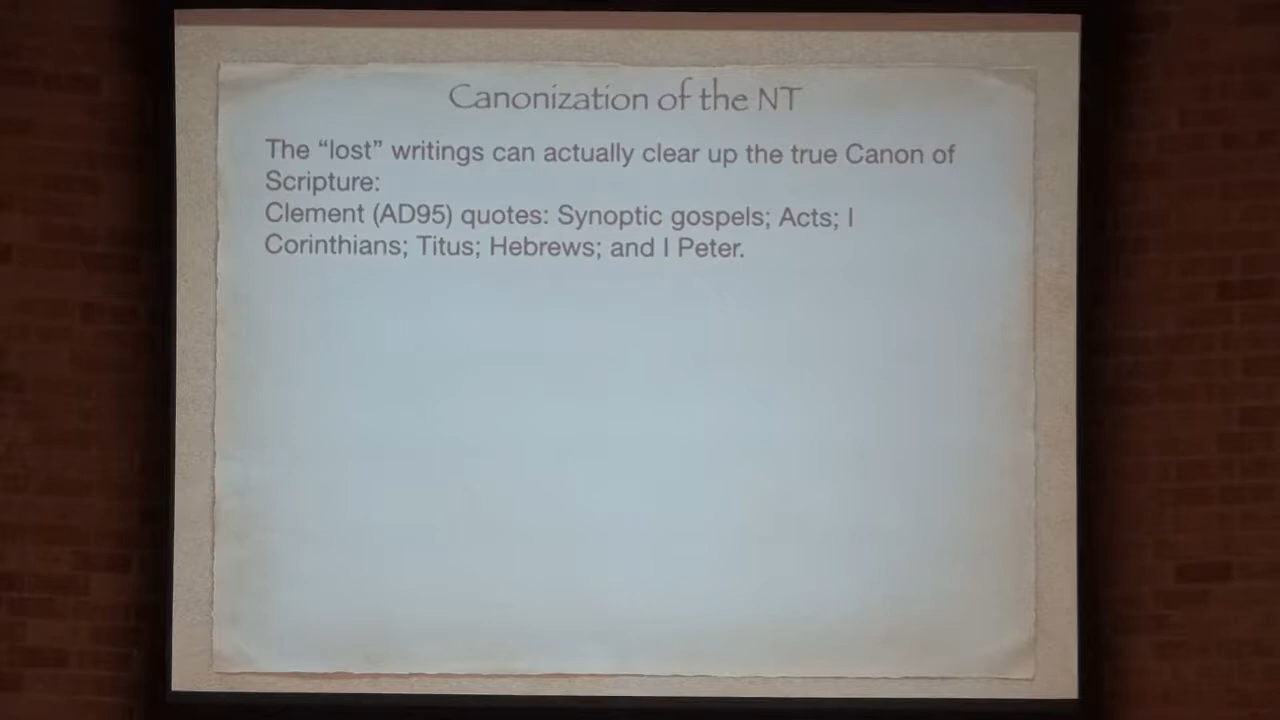 Canonization of the NT
The “lost” writings can actually clear up the true Canon of
Scripture:
Clement (AD95) quotes: Synoptic gospels; Acts; I
Corinthians; Titus; Hebrews; and I Peter.